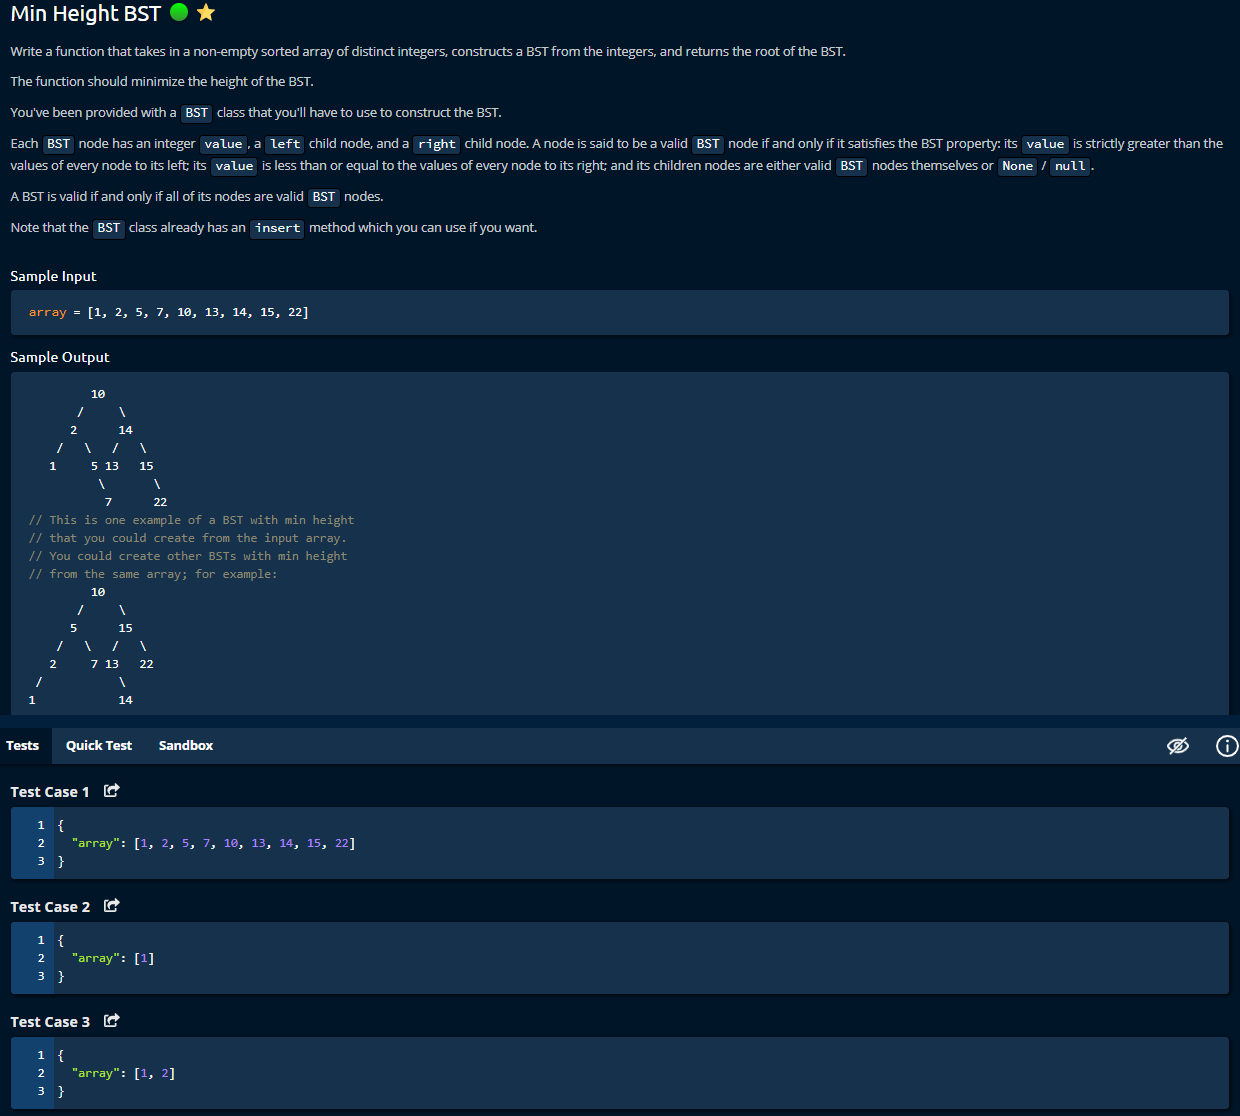 Min Height BST
Write a function that takes in a non-empty sorted array of distinct integers, constructs a BST from the integers, and returns the root of the BST.
The function should minimize the height of the BST.
You've been provided with a BST class that you'll have to use to construct the BST.
Each BST node has an integer value, a left child node, and a right child node. A node is said to be a valid BST node if and only if it satisfies the BST property: its value is strictly greater than the
values of every node to its left; its value is less than or equal to the values of every node to its right; and its children nodes are either valid BST nodes themselves or None / null.
A BST is valid if and only if all of its nodes are valid BST nodes.
Note that the BST class already has an insert method which you can use if you want.
Sample Input
array = [1, 2, 5, 7, 10, 13, 14, 15, 22]
Sample Output
10
/ \
2 14
/ \ / \
1 5 13 15
\ \
7 22
// This is one example of a BST with min height
// that you could create from the input array.
// You could create other BSTs with min height
// from the same array; for example:
10
/ \
5 15
/ \ / \
2 7 13 22
/ \
1 14
Tests Quick Test Sandbox
Test Case 1
1 {
2 "array": [1, 2, 5, 7, 10, 13, 14, 15, 22]
3 }
Test Case 2
1 {
2 "array": [1]
3 }
Test Case 3
1 {
2 "array": [1, 2]
3 }